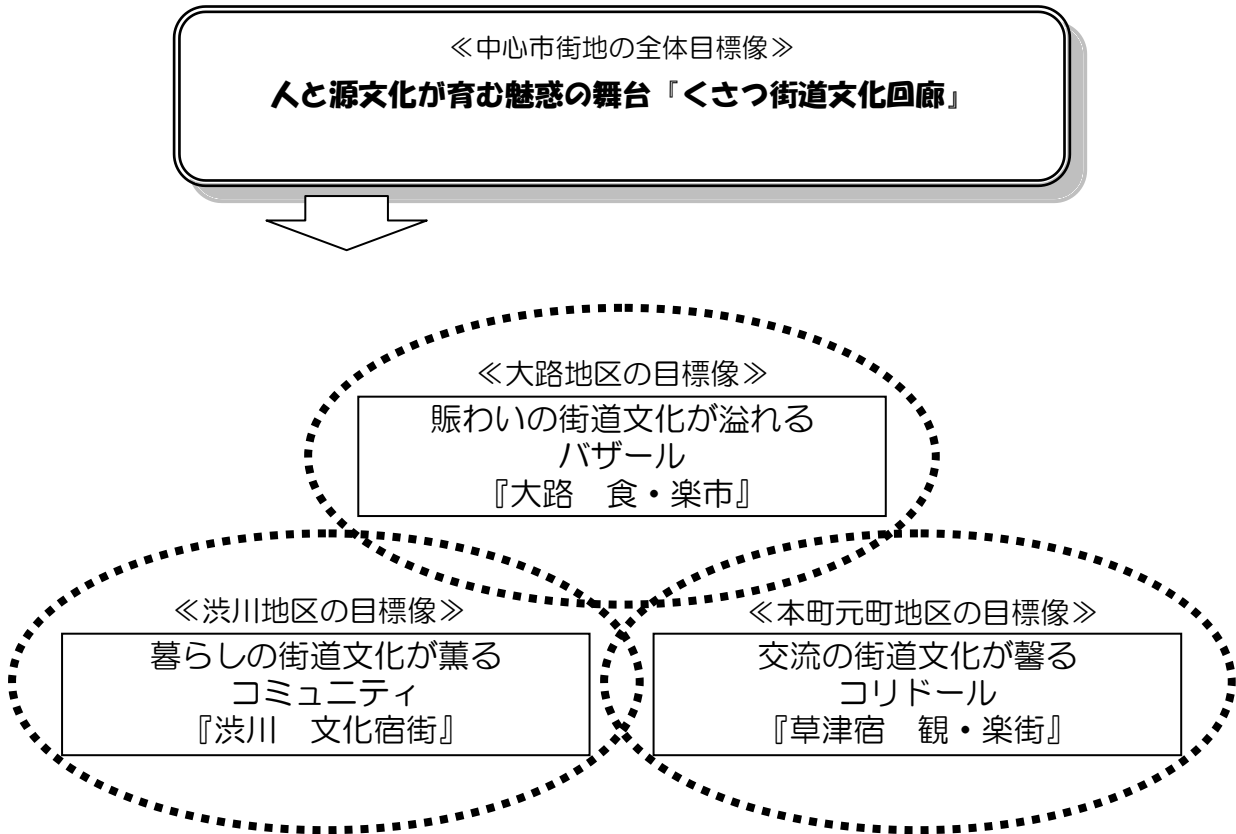 ≪中心市街地の全体目標像≫
人と源文化が育む魅惑の舞台『くさつ街道文化回廊』
≪大路地区の目標像≫
賑わいの街道文化が溢れる
バザール
『大路　食・楽市』
≪渋川地区の目標像≫
暮らしの街道文化が薫る
コミュニティ
『渋川　文化宿街』
≪本町元町地区の目標像≫
交流の街道文化が馨る
コリドール
『草津宿　観・楽街』